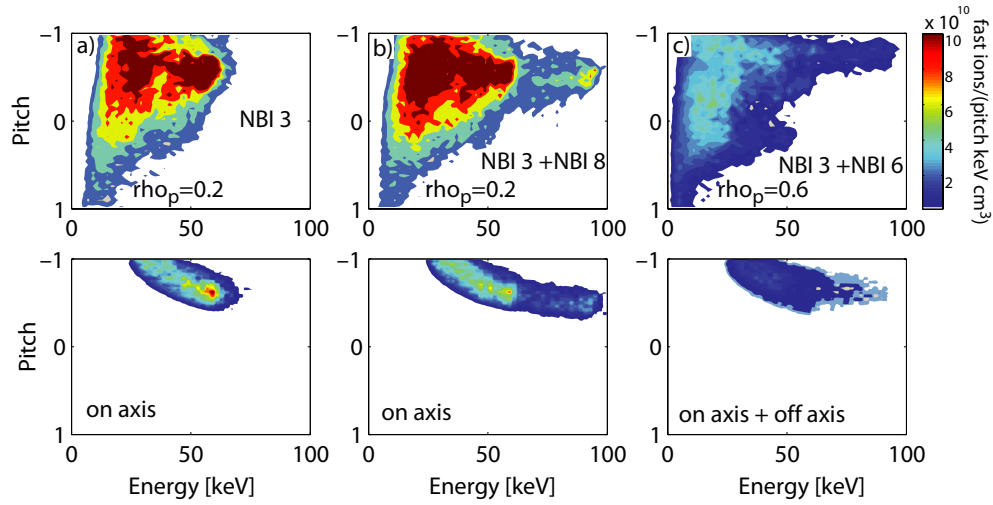 x 10^10
-1
-1
-1
a)
b)
c)
10
8
6
4
2
fast ions/(pitch keV cm³)
Pitch
0
0
0
NBI 3
NBI 3 +NBI 8
NBI 3 +NBI 6
rho_p=0.2
rho_p=0.2
rho_p=0.6
1
1
1
0
50
100
0
50
100
0
50
100
-1
-1
-1
Pitch
0
0
0
on axis
on axis
on axis + off axis
1
1
1
0
50
100
0
50
100
0
50
100
Energy [keV]
Energy [keV]
Energy [keV]